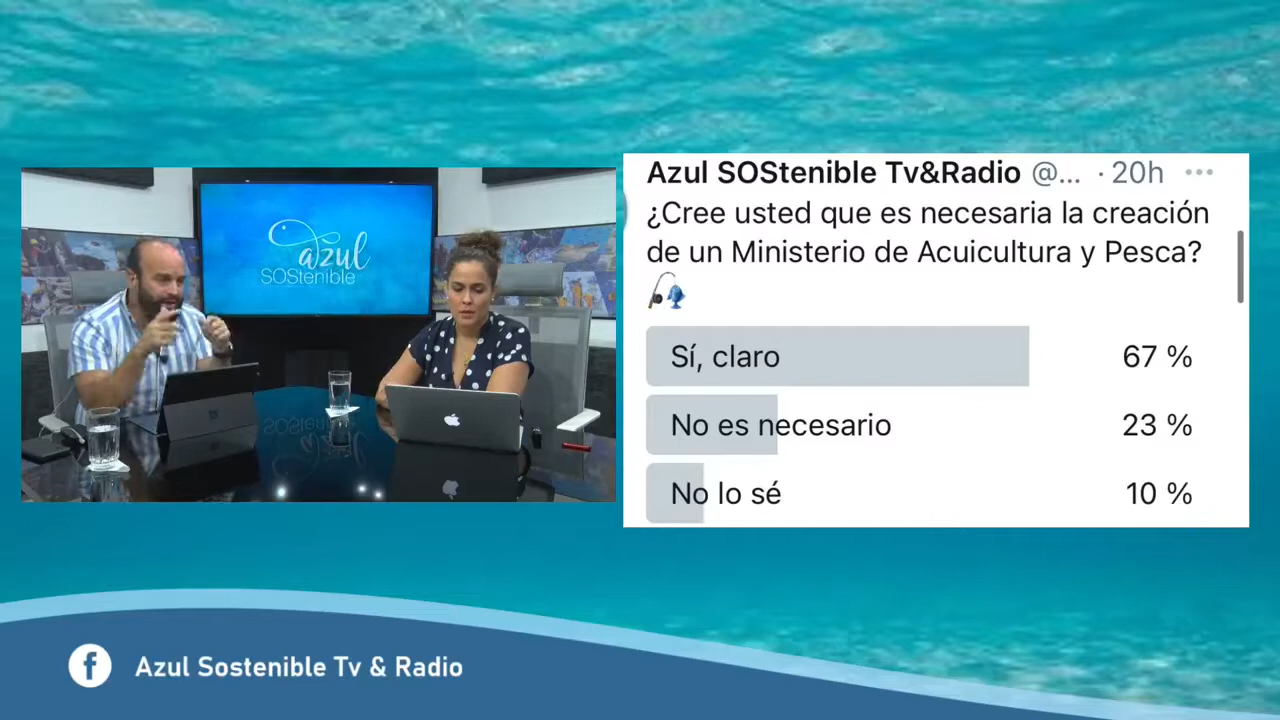 azul
SOStenible
Azul SOStenible Tv&Radio @... · 20h ...
¿Cree usted que es necesaria la creación
de un Ministerio de Acuicultura y Pesca?
Sí, claro 67 %
No es necesario 23 %
No lo sé 10 %
Azul Sostenible Tv & Radio